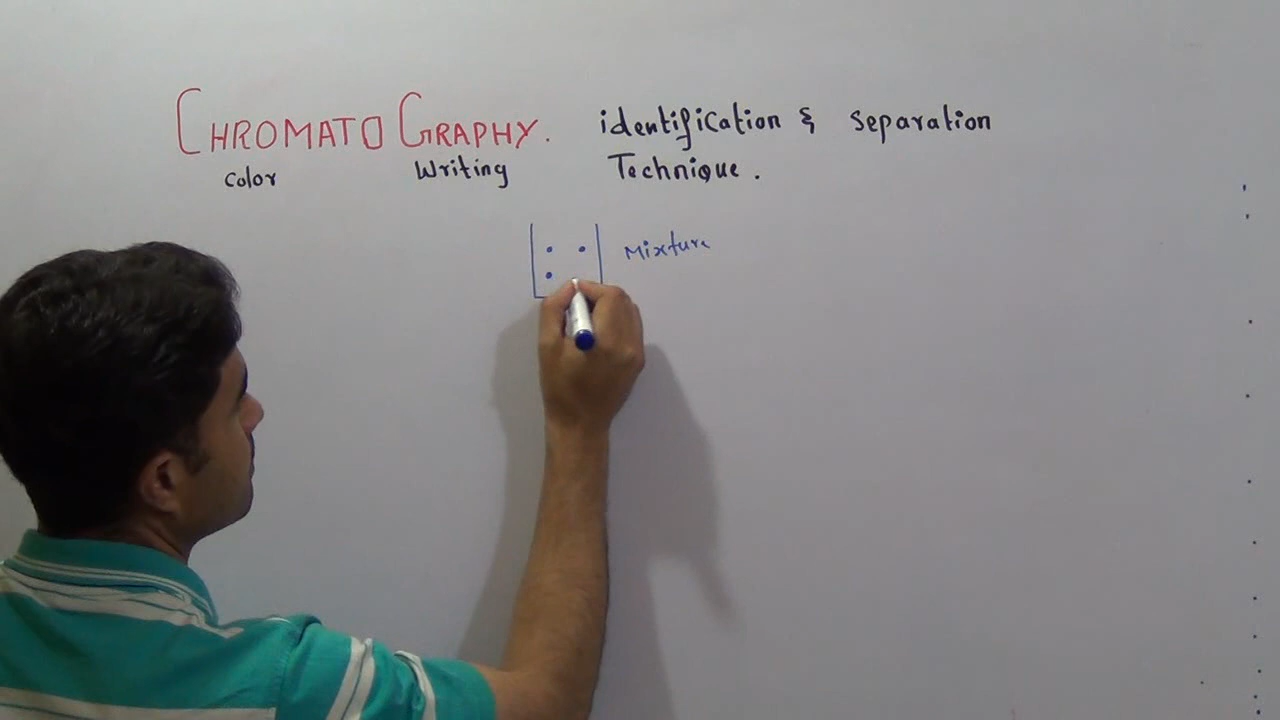 CHROMATO GRAPHY. identification & separation
Color Writing Technique.
Mixture